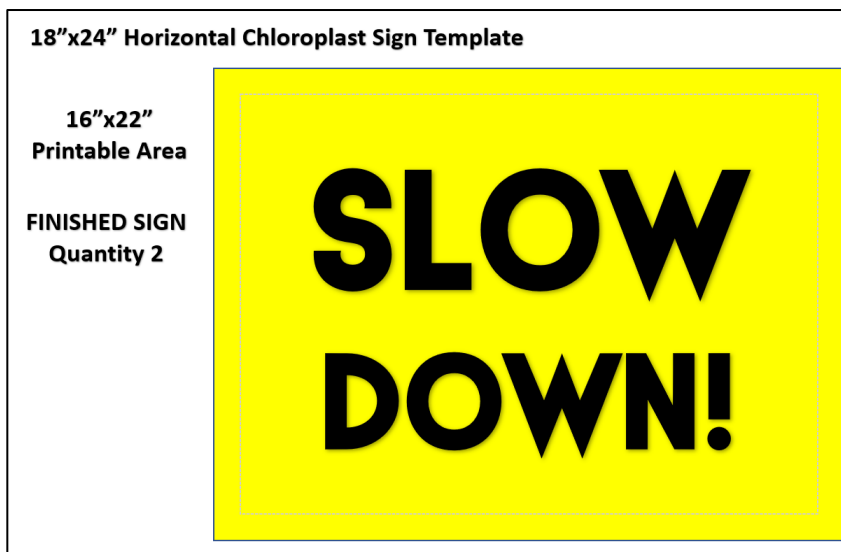 18”x24” Horizontal Chloroplast Sign Template
16”x22”
Printable Area
FINISHED SIGN
Quantity 2
SLOW
DOWN!